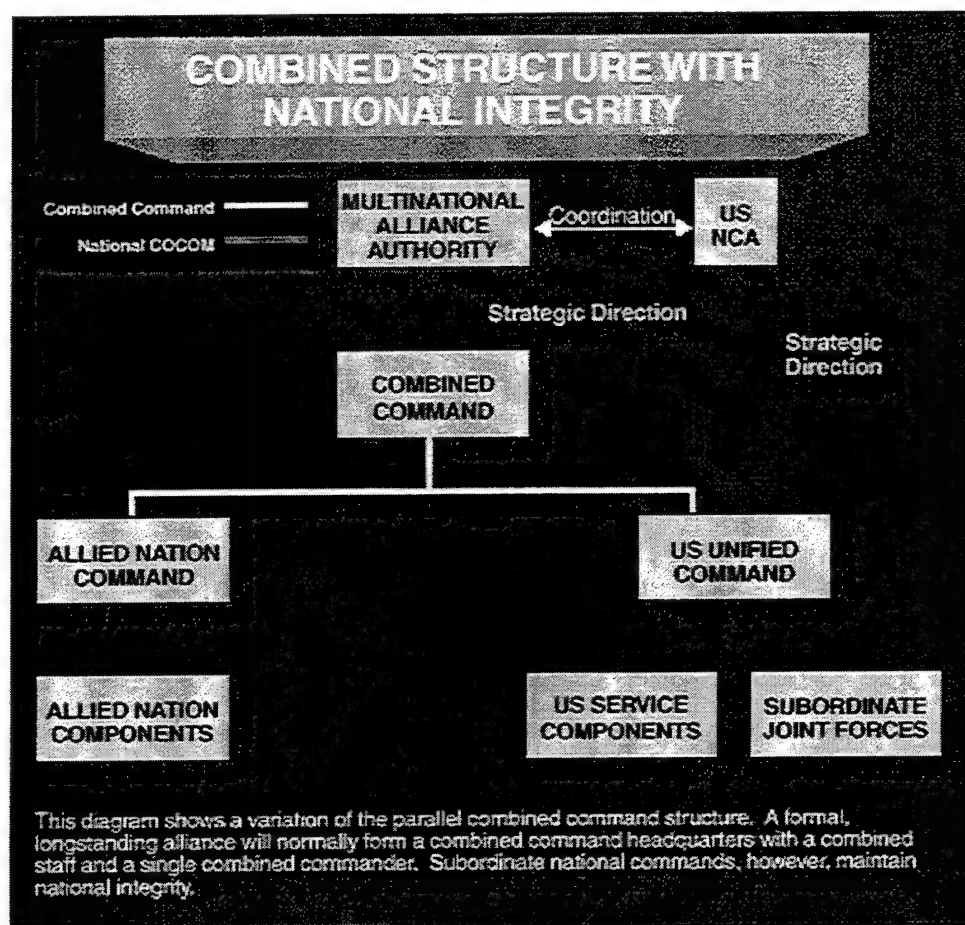 COMBINED STRUCTURE WITH
NATIONAL INTEGRITY
Combined Command
National COCOM
MULTINATIONAL
ALLIANCE
AUTHORITY
Coordination
US
NCA
Strategic Direction
Strategic
Direction
COMBINED
COMMAND
ALLIED NATION
COMMAND
US UNIFIED
COMMAND
ALLIED NATION
COMPONENTS
US SERVICE
COMPONENTS
SUBORDINATE
JOINT FORCES
This diagram shows a variation of the parallel combined command structure. A formal,
longstanding alliance will normally form a combined command headquarters with a combined
staff and a single combined commander. Subordinate national commands, however, maintain
national integrity.